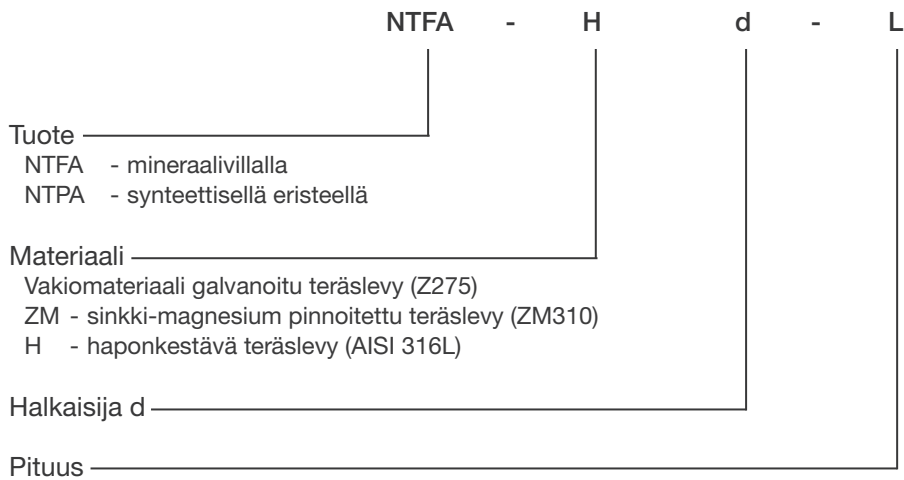 NTFA - H d - L
Tuote
NTFA - mineraalivillalla
NTPA - synteettisellä eristeellä
Materiaali
Vakiomateriaali galvanoitu teräslevy (Z275)
ZM - sinkki-magnesium pinnoitettu teräslevy (ZM310)
H - haponkestävä teräslevy (AISI 316L)
Halkaisija d
Pituus